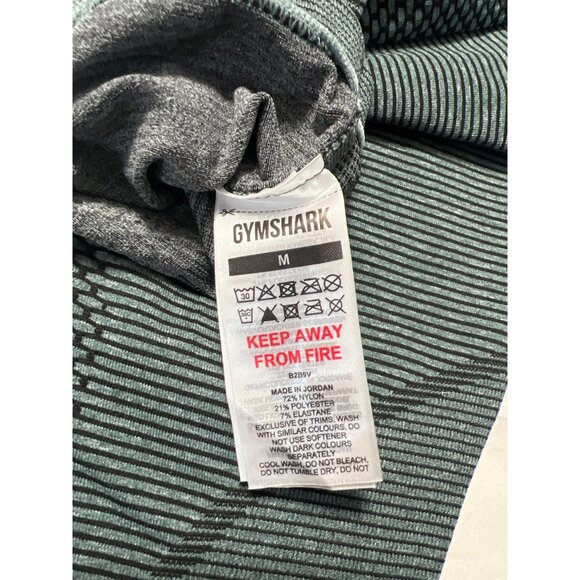 GYMSHARK
M
30
KEEP AWAY
FROM FIRE
B2B9V
MADE IN JORDAN
72% NYLON
21% POLYESTER
7% ELASTANE
EXCLUSIVE OF TRIMS, WASH
WITH SIMILAR COLOURS, DO
NOT USE SOFTENER
WASH DARK COLOURS
SEPARATELY
COOL WASH, DO NOT BLEACH,
DO NOT TUMBLE DRY, DO NOT